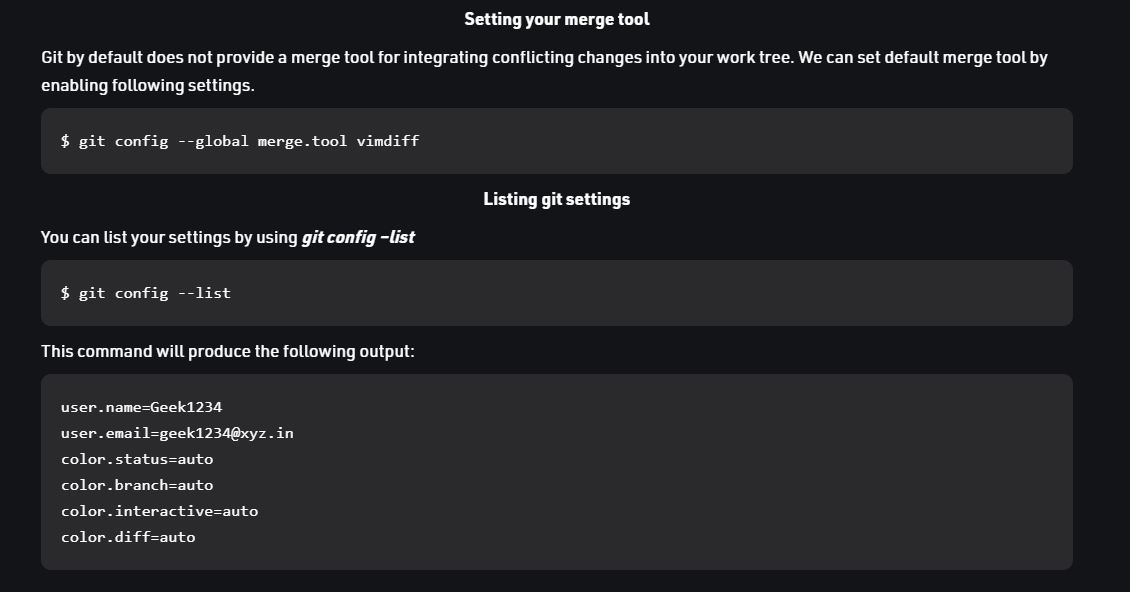 Setting your merge tool
Git by default does not provide a merge tool for integrating conflicting changes into your work tree. We can set default merge tool by
enabling following settings.
$ git config --global merge.tool vimdiff
Listing git settings
You can list your settings by using git config –list
$ git config --list
This command will produce the following output:
user.name=Geek1234
user.email=geek1234@xyz.in
color.status=auto
color.branch=auto
color.interactive=auto
color.diff=auto